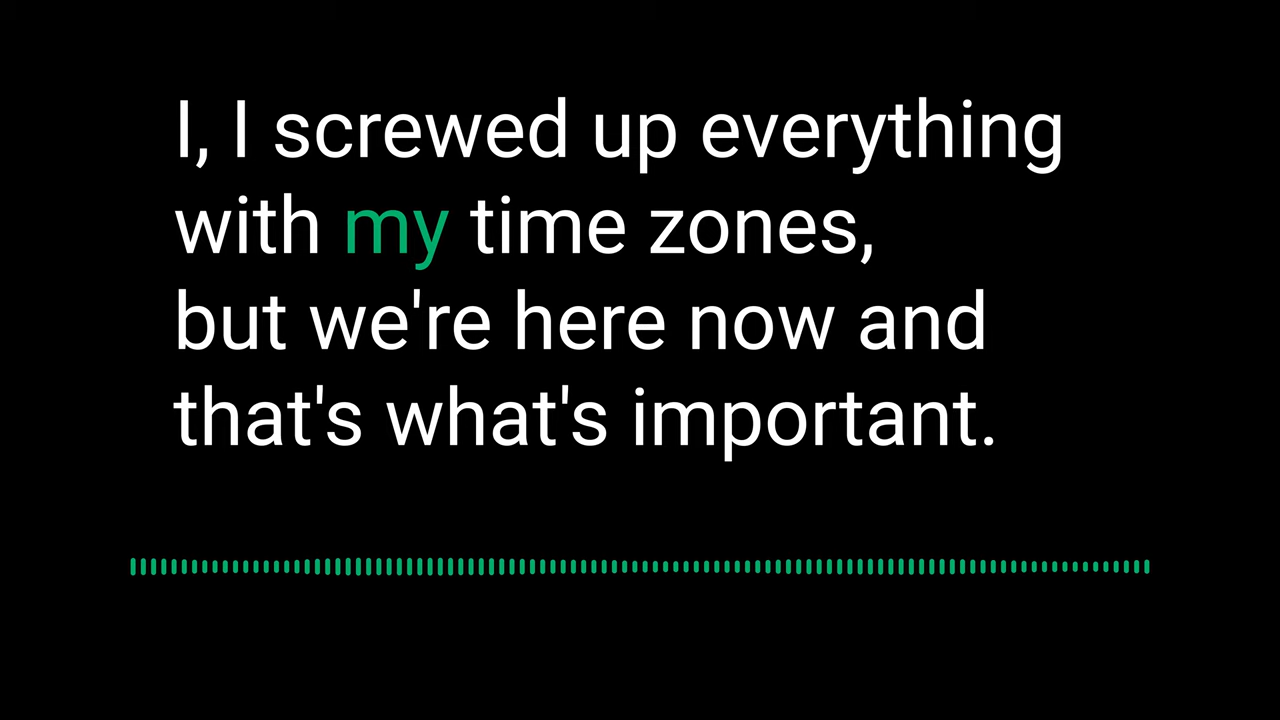 I, I screwed up everything
with my time zones,
but we're here now and
that's what's important.